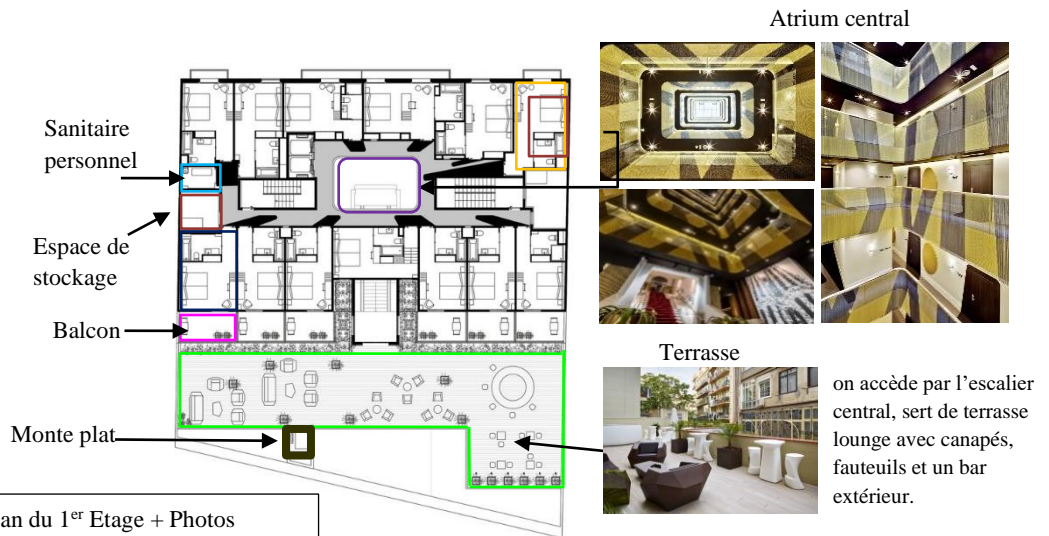 Atrium central
Sanitaire
personnel
Espace de
stockage
Balcon
Terrasse
on accède par l’escalier
central, sert de terrasse
lounge avec canapés,
fauteuils et un bar
extérieur.
Monte plat
an du 1er Etage + Photos